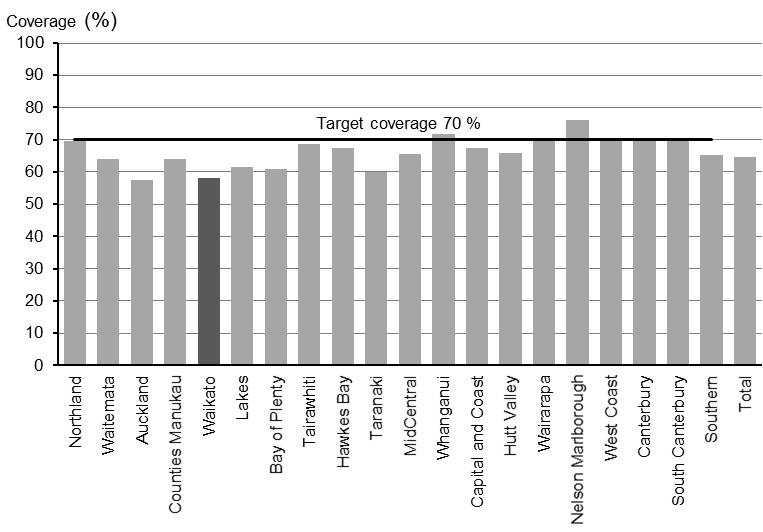 Coverage (%)
100
90
80
70
60
50
40
30
20
10
0
Target coverage 70 %
Northland
Waitemata
Auckland
Counties Manukau
Waikato
Lakes
Bay of Plenty
Tairawhiti
Hawkes Bay
Taranaki
MidCentral
Whanganui
Capital and Coast
Hutt Valley
Wairarapa
Nelson Marlborough
West Coast
Canterbury
South Canterbury
Southern
Total